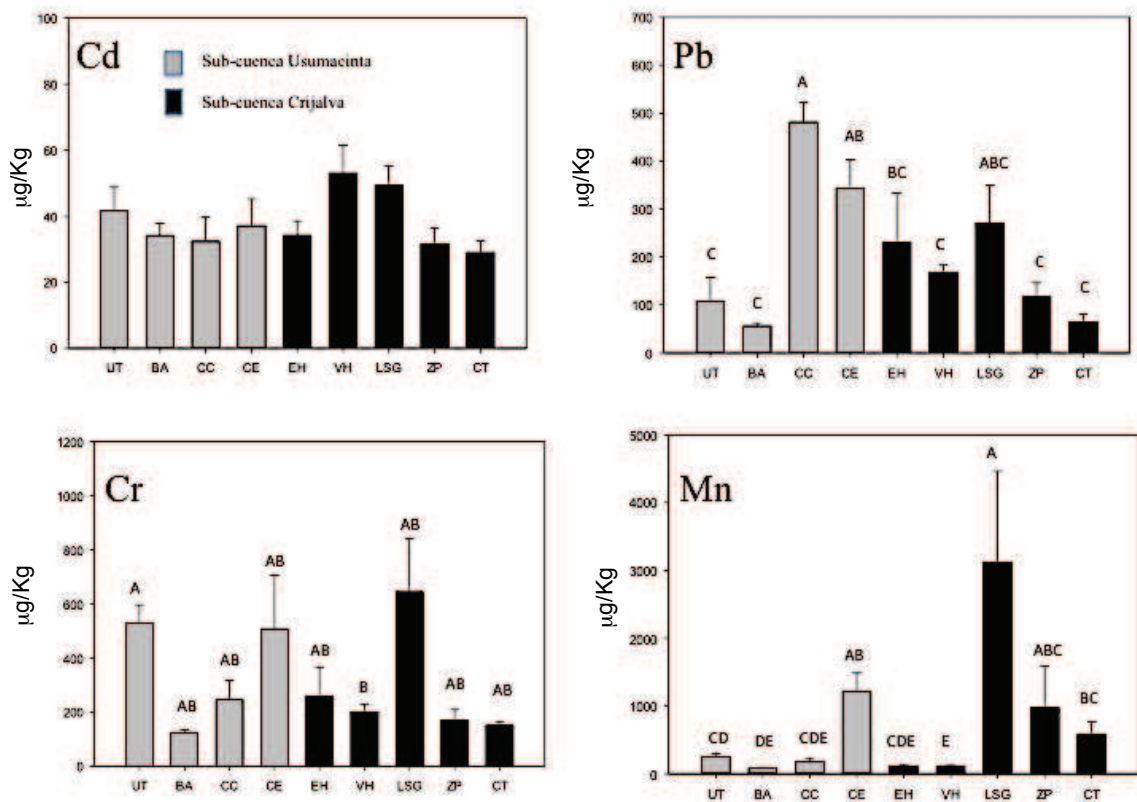 100
80
60
40
20
0
µg/Kg
Cd
Sub-cuenca Usumacinta
Sub-cuenca Crijalva
UT BA CC CE EH VH LSG ZP CT
700
600
500
400
300
200
100
0
Pb
C C A AB BC C ABC C C
UT BA CC CE EH VH LSG ZP CT
1200
1000
800
600
400
200
0
µg/Kg
Cr
A AB AB AB AB B AB AB AB
UT BA CC CE EH VH LSG ZP CT
5000
4000
3000
2000
1000
0
µg/Kg
Mn
CD DE CDE AB CDE E A ABC BC
UT BA CC CE EH VH LSG ZP CT